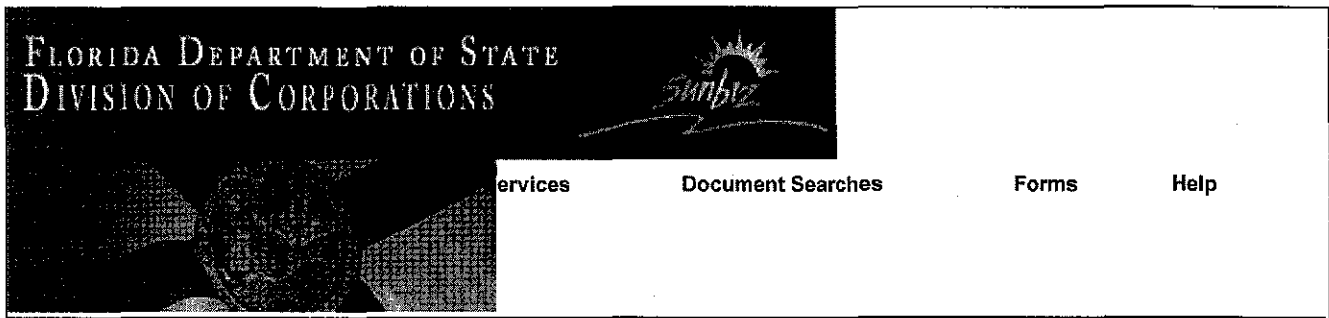 FLORIDA DEPARTMENT OF STATE
DIVISION OF CORPORATIONS
sunbiz
ervices Document Searches Forms Help